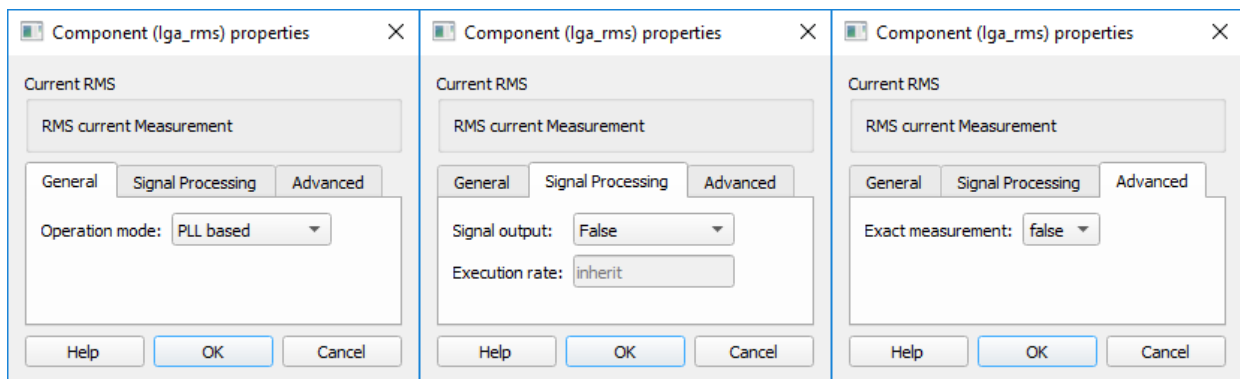 Component (Iga_rms) properties
Current RMS
RMS current Measurement
General Signal Processing Advanced
Operation mode: PLL based
Help OK Cancel
Component (Iga_rms) properties
Current RMS
RMS current Measurement
General Signal Processing Advanced
Signal output: False
Execution rate: inherit
Help OK Cancel
Component (Iga_rms) properties
Current RMS
RMS current Measurement
General Signal Processing Advanced
Exact measurement: false
Help OK Cancel